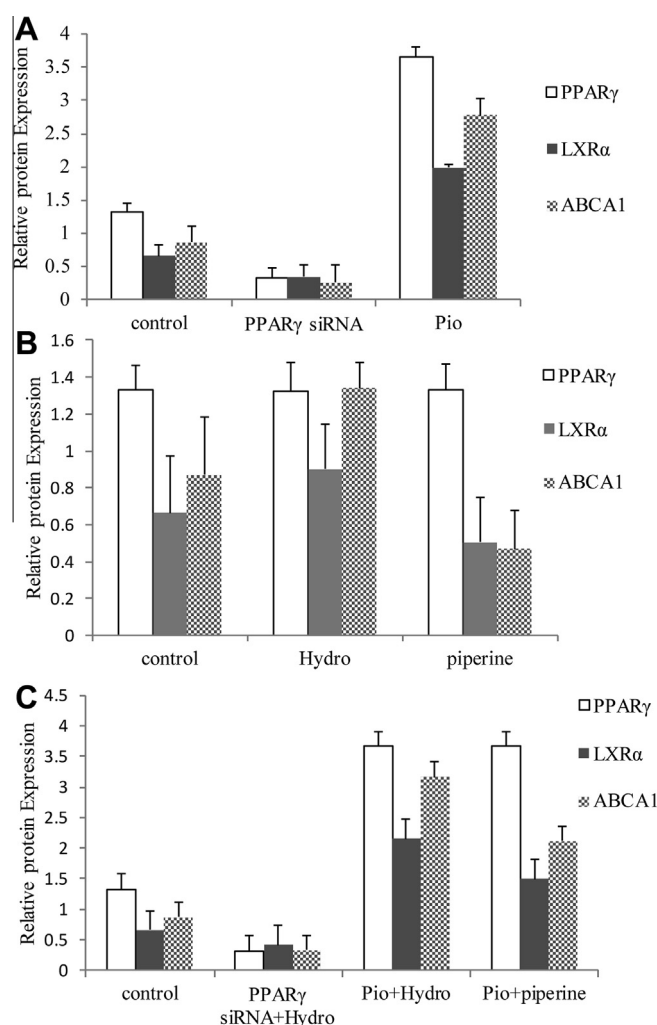 A
Relative protein Expression
4
3.5
3
2.5
2
1.5
1
0.5
0
control PPARγ siRNA Pio
PPARγ
LXRα
ABCA1
B
Relative protein Expression
1.6
1.4
1.2
1
0.8
0.6
0.4
0.2
0
control Hydro piperine
PPARγ
LXRα
ABCA1
C
Relative protein Expression
4.5
4
3.5
3
2.5
2
1.5
1
0.5
0
control PPARγ Pio+Hydro Pio+piperine
siRNA+Hydro
PPARγ
LXRα
ABCA1